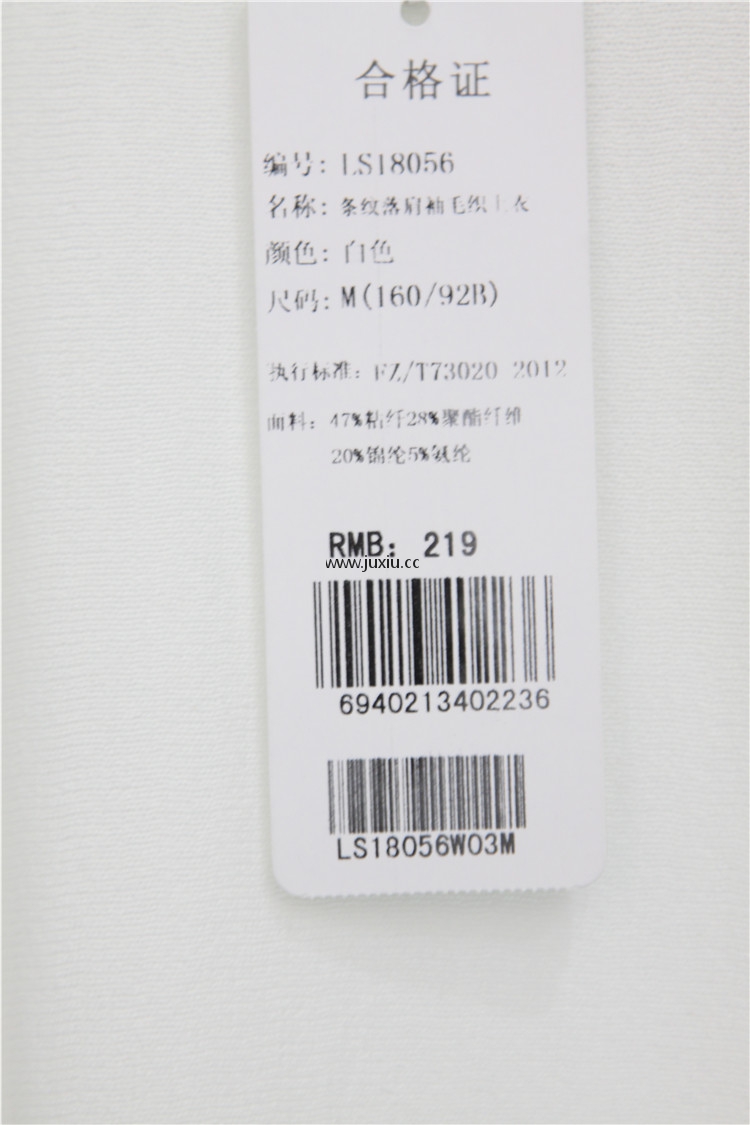 合格证
编号: LS18056
名称: 条纹落肩袖毛织上衣
颜色: 白色
尺码: M(160/92B)
执行标准: FZ/T73020 2012
面料: 47%粘纤28%聚酯纤维
20%锦纶5%氨纶
RMB: 219
www.juxiu.cc
6940213402236
LS18056W03M